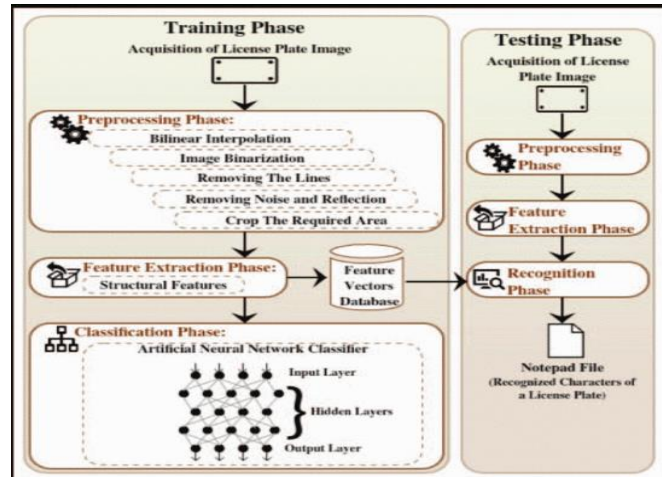 Training Phase
Acquisition of License Plate Image
Preprocessing Phase:
Bilinear Interpolation
Image Binarization
Removing The Lines
Removing Noise and Reflection
Crop The Required Area
Feature Extraction Phase:
Structural Features
Feature
Vectors
Database
Classification Phase:
Artificial Neural Network Classifier
Input Layer
Hidden Layers
Output Layer
Testing Phase
Acquisition of License
Plate Image
Preprocessing
Phase
Feature
Extraction Phase
Recognition
Phase
Notepad File
(Recognized Characters of
a License Plate)